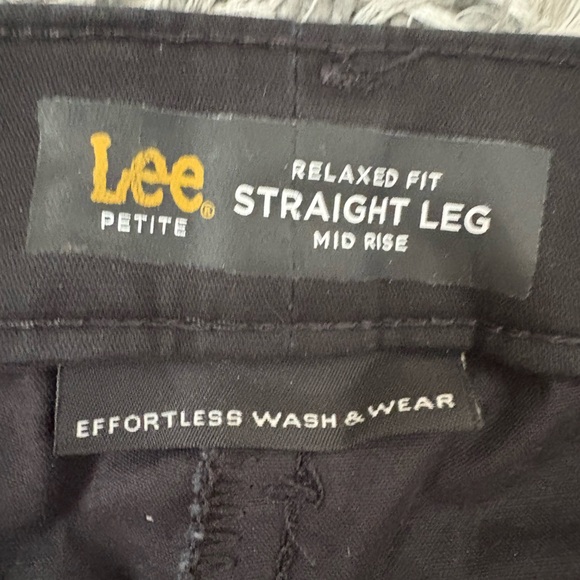 Lee®
PETITE
RELAXED FIT
STRAIGHT LEG
MID RISE
EFFORTLESS WASH & WEAR